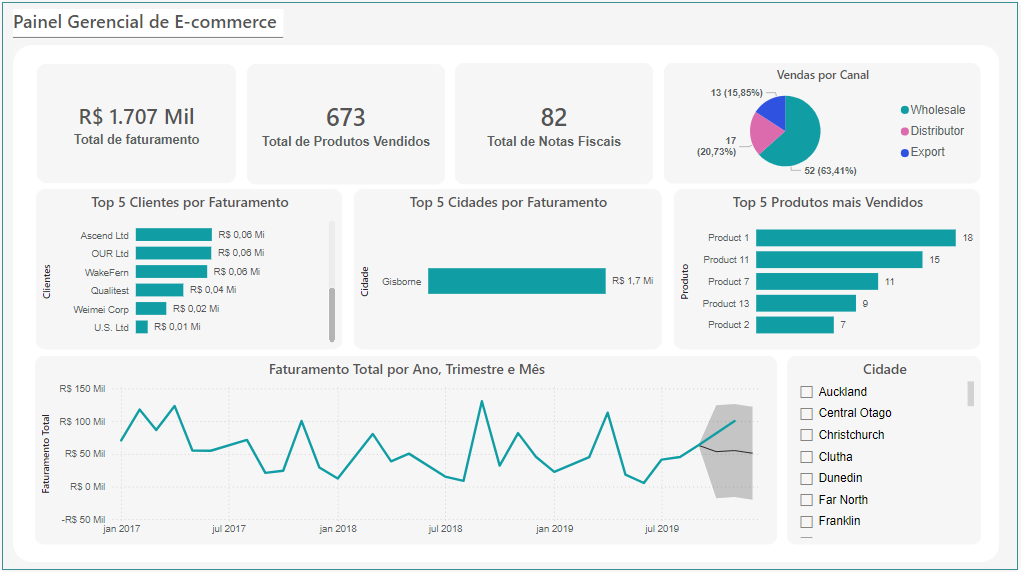 Painel Gerencial de E-commerce
R$ 1.707 Mil
Total de faturamento
673
Total de Produtos Vendidos
82
Total de Notas Fiscais
Vendas por Canal
13 (15,85%)
17
(20,73%)
52 (63,41%)
Wholesale
Distributor
Export
Top 5 Clientes por Faturamento
Clientes
Ascend Ltd R$ 0,06 Mi
OUR Ltd R$ 0,06 Mi
WakeFern R$ 0,06 Mi
Qualitest R$ 0,04 Mi
Weimei Corp R$ 0,02 Mi
U.S. Ltd R$ 0,01 Mi
Top 5 Cidades por Faturamento
Cidade
Gisborne R$ 1,7 Mi
Top 5 Produtos mais Vendidos
Produto
Product 1 18
Product 11 15
Product 7 11
Product 13 9
Product 2 7
Faturamento Total por Ano, Trimestre e Mês
Faturamento Total
R$ 150 Mil
R$ 100 Mil
R$ 50 Mil
R$ 0 Mil
-R$ 50 Mil
jan 2017 jul 2017 jan 2018 jul 2018 jan 2019 jul 2019
Cidade
Auckland
Central Otago
Christchurch
Clutha
Dunedin
Far North
Franklin